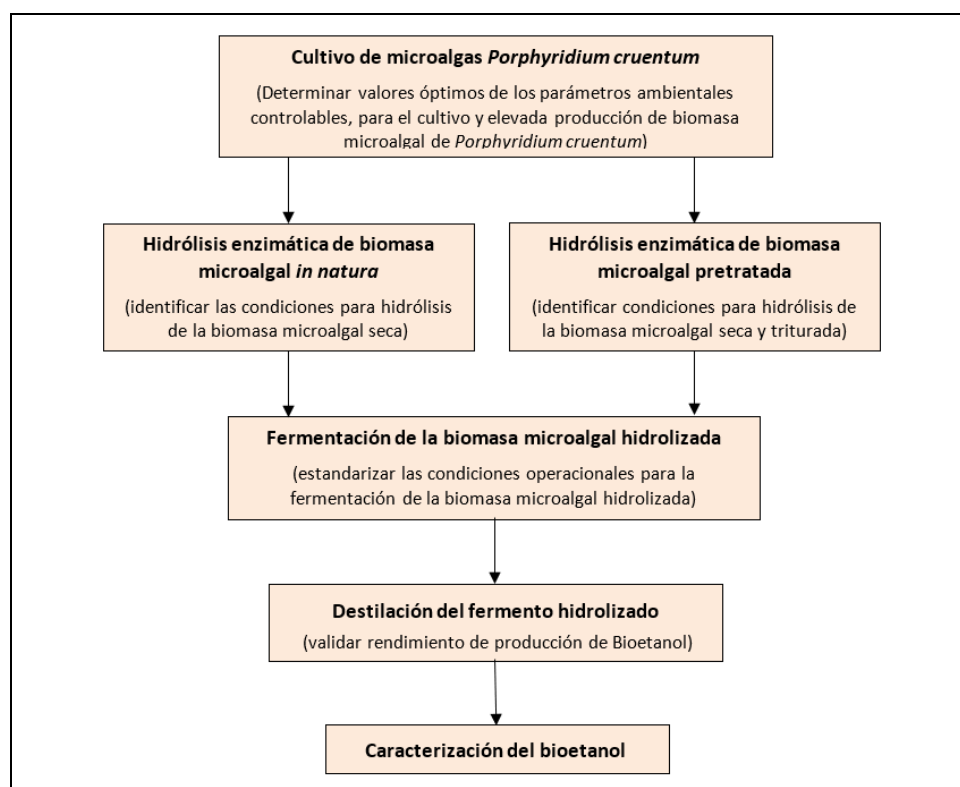 Cultivo de microalgas Porphyridium cruentum
(Determinar valores óptimos de los parámetros ambientales
controlables, para el cultivo y elevada producción de biomasa
microalgal de Porphyridium cruentum)
Hidrólisis enzimática de biomasa
microalgal in natura
(identificar las condiciones para hidrólisis
de la biomasa microalgal seca)
Hidrólisis enzimática de biomasa
microalgal pretratada
(identificar condiciones para hidrólisis de
la biomasa microalgal seca y triturada)
Fermentación de la biomasa microalgal hidrolizada
(estandarizar las condiciones operacionales para la
fermentación de la biomasa microalgal hidrolizada)
Destilación del fermento hidrolizado
(validar rendimiento de producción de Bioetanol)
Caracterización del bioetanol